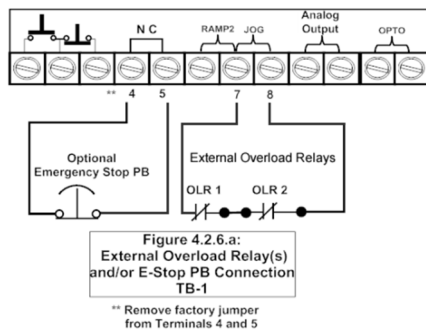 N C
RAMP2 JOG
Analog
Output
OPTO
** 4 5 7 8
Optional
Emergency Stop PB
External Overload Relays
OLR 1 OLR 2
Figure 4.2.6.a:
External Overload Relay(s)
and/or E-Stop PB Connection
TB-1
** Remove factory jumper
from Terminals 4 and 5